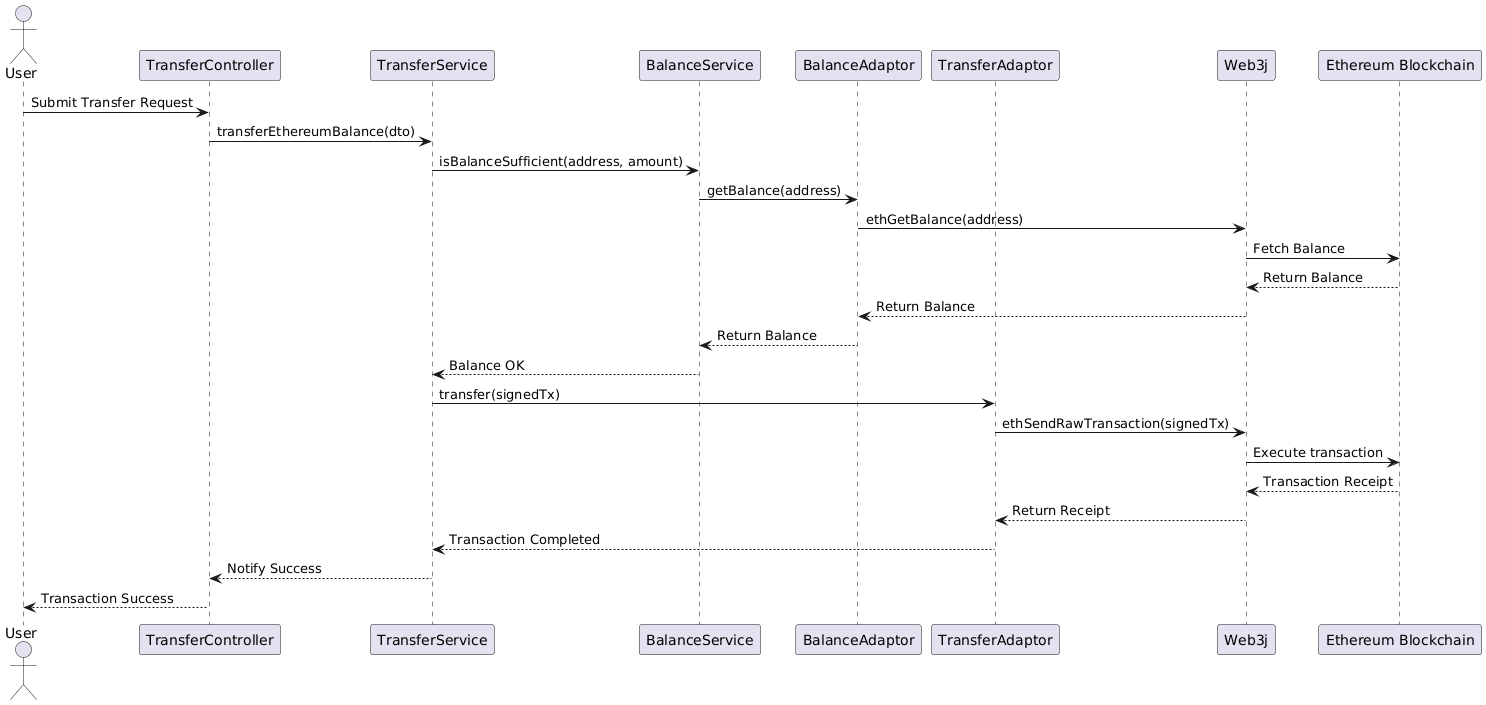 User
TransferController
TransferService
BalanceService
BalanceAdaptor
TransferAdaptor
Web3j
Ethereum Blockchain
Submit Transfer Request
transferEthereumBalance(dto)
isBalanceSufficient(address, amount)
getBalance(address)
ethGetBalance(address)
Fetch Balance
Return Balance
Return Balance
Return Balance
Balance OK
transfer(signedTx)
ethSendRawTransaction(signedTx)
Execute transaction
Transaction Receipt
Return Receipt
Transaction Completed
Notify Success
Transaction Success
User
TransferController
TransferService
BalanceService
BalanceAdaptor
TransferAdaptor
Web3j
Ethereum Blockchain